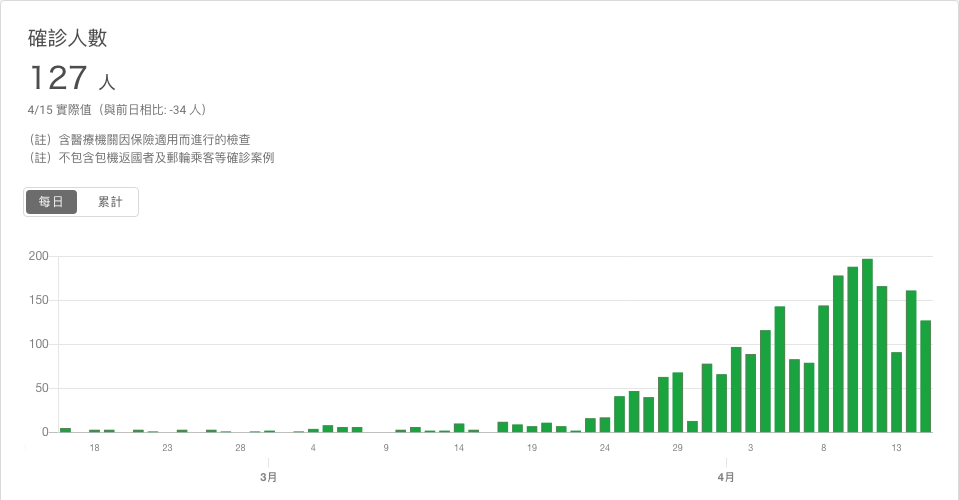 確診人數
127 人
4/15 實際值（與前日相比: -34 人）
（註）含醫療機關因保險適用而進行的檢查
（註）不包含包機返國者及郵輪乘客等確診案例
每日 累計
200
150
100
50
0
18 23 28 4 9 14 19 24 29 3 8 13
3月 4月